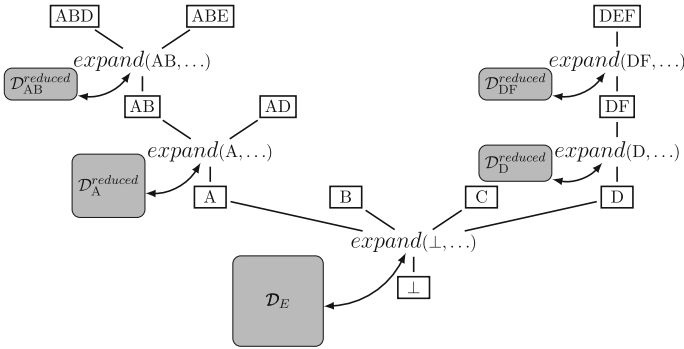 ABD ABE DEF
expand(AB,...) expand(DF,...)
𝒟_AB^reduced 𝒟_DF^reduced
AB AD DF
expand(A,...) expand(D,...)
𝒟_A^reduced 𝒟_D^reduced
A B C D
expand(⊥,...)
𝒟_E ⊥